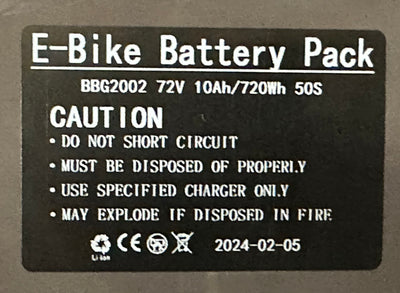 E-Bike Battery Pack
BBG2002 72V 10Ah/720Wh 50S
CAUTION
• DO NOT SHORT CIRCUIT
• MUST BE DISPOSED OF PROPERLY
• USE SPECIFIED CHARGER ONLY
• MAY EXPLODE IF DISPOSED IN FIRE
Li-ion CE 2024-02-05